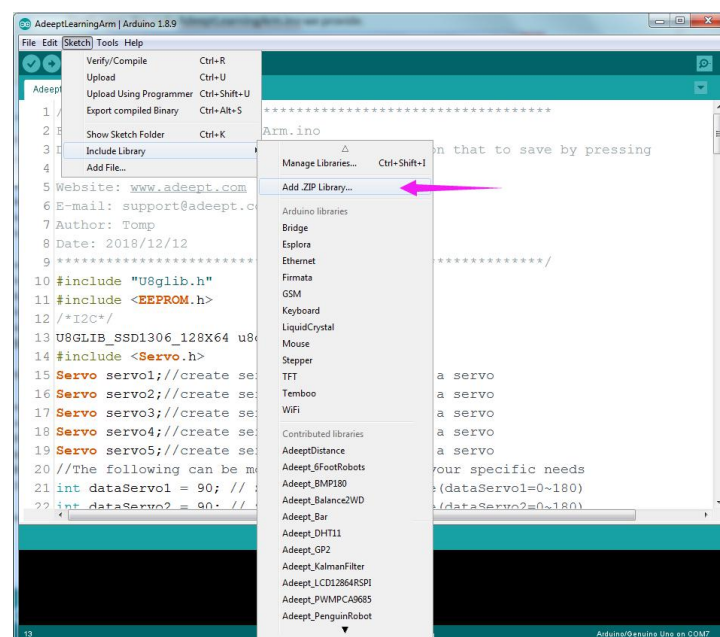 AdeeptLearningArm | Arduino 1.8.9
File Edit Sketch Tools Help
Verify/Compile Ctrl+R
Upload Ctrl+U
Upload Using Programmer Ctrl+Shift+U
Export compiled Binary Ctrl+Alt+S
Show Sketch Folder Ctrl+K
Include Library
Add File...
Manage Libraries... Ctrl+Shift+I
Add .ZIP Library...
Arduino libraries
Bridge
Esplora
Ethernet
Firmata
GSM
Keyboard
LiquidCrystal
Mouse
Stepper
TFT
Temboo
WiFi
Contributed libraries
AdeeptDistance
Adeept_6FootRobots
Adeept_BMP180
Adeept_Balance2WD
Adeept_Bar
Adeept_DHT11
Adeept_GP2
Adeept_KalmanFilter
Adeept_LCD12864RSPI
Adeept_PWMPCA9685
Adeept_PenguinRobot
Adeept
1 / ***********************************
2 Arm.ino
3 on that to save by pressing
4
5 Website: www.adeept.com
6 E-mail: support@adeept.co
7 Author: Tomp
8 Date: 2018/12/12
9 ************************ **************/
10 #include "U8glib.h"
11 #include <EEPROM.h>
12 /*I2C*/
13 U8GLIB_SSD1306_128X64
14 #include <Servo.h>
15 Servo servo1;//create se a servo
16 Servo servo2;//create se a servo
17 Servo servo3;//create se a servo
18 Servo servo4;//create se a servo
19 Servo servo5;//create se a servo
20 //The following can be m your specific needs
21 int dataServo1 = 90; // (dataServo1=0~180)
22 int dataServo2 = 90; // (dataServo2=0~180)
13 Arduino/Genuino Uno on COM7